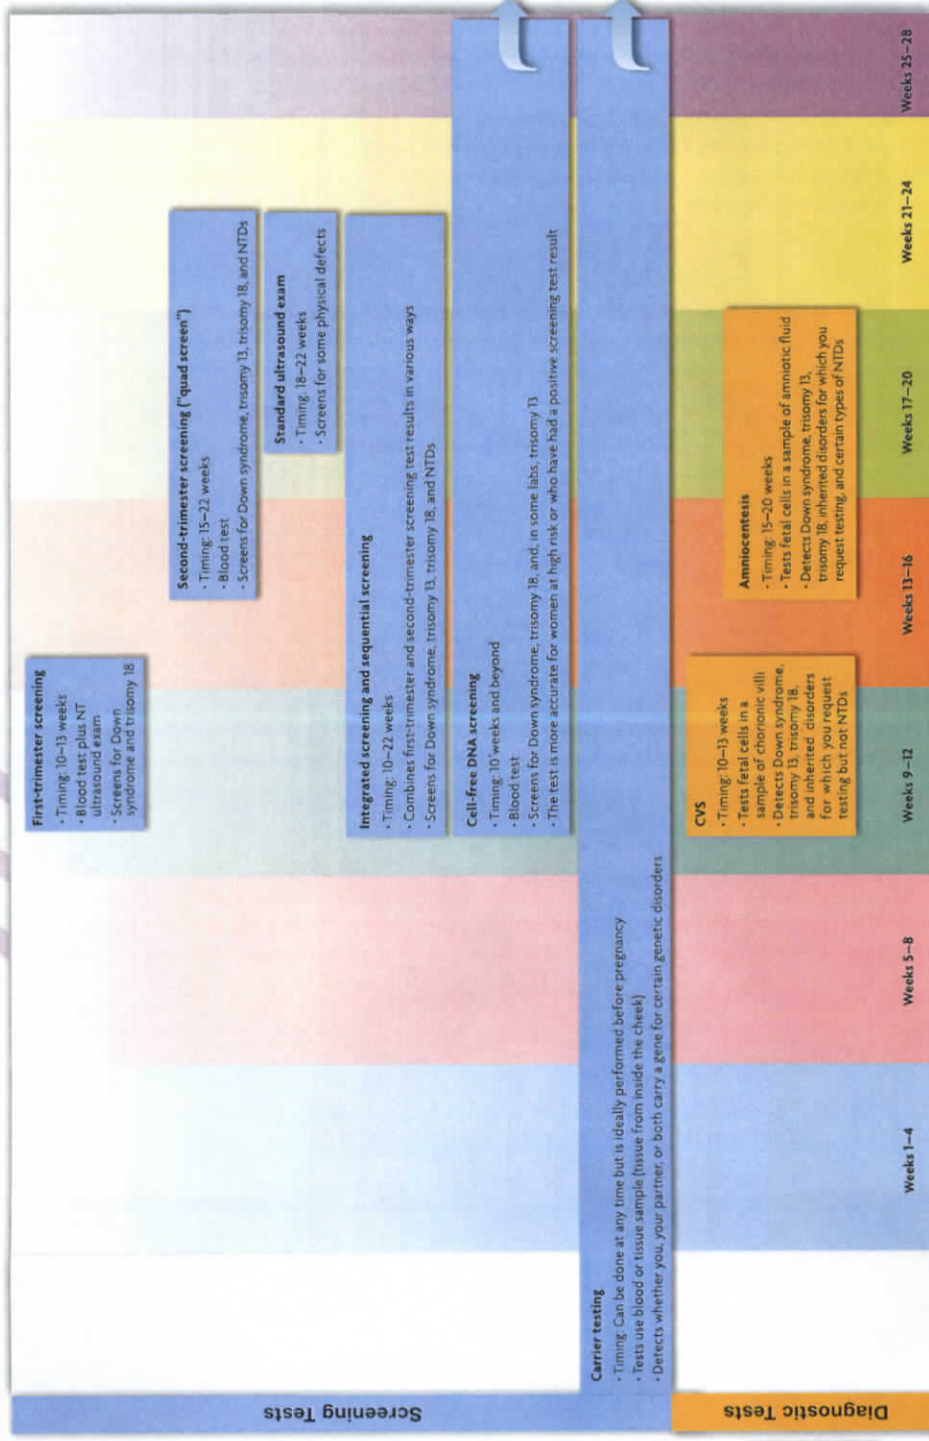 Screening Tests
First-trimester screening
• Timing: 10–13 weeks
• Blood test plus NT
ultrasound exam
• Screens for Down
syndrome and trisomy 18
Second-trimester screening ("quad screen")
• Timing: 15–22 weeks
• Blood test
• Screens for Down syndrome, trisomy 13, trisomy 18, and NTDs
Standard ultrasound exam
• Timing: 18–22 weeks
• Screens for some physical defects
Integrated screening and sequential screening
• Timing: 10–22 weeks
• Combines first-trimester and second-trimester screening test results in various ways
• Screens for Down syndrome, trisomy 13, trisomy 18, and NTDs
Cell-free DNA screening
• Timing: 10 weeks and beyond
• Blood test
• Screens for Down syndrome, trisomy 18, and, in some labs, trisomy 13
• The test is more accurate for women at high risk or who have had a positive screening test result
Carrier testing
• Timing: Can be done at any time but is ideally performed before pregnancy
• Tests use blood or tissue sample (tissue from inside the cheek)
• Detects whether you, your partner, or both carry a gene for certain genetic disorders
Diagnostic Tests
CVS
• Timing: 10–13 weeks
• Tests fetal cells in a
sample of chorionic villi
• Detects Down syndrome,
trisomy 13, trisomy 18,
and inherited disorders
for which you request
testing but not NTDs
Amniocentesis
• Timing: 15–20 weeks
• Tests fetal cells in a sample of amniotic fluid
• Detects Down syndrome, trisomy 13,
trisomy 18, inherited disorders for which you
request testing, and certain types of NTDs
Weeks 1–4
Weeks 5–8
Weeks 9–12
Weeks 13–16
Weeks 17–20
Weeks 21–24
Weeks 25–28